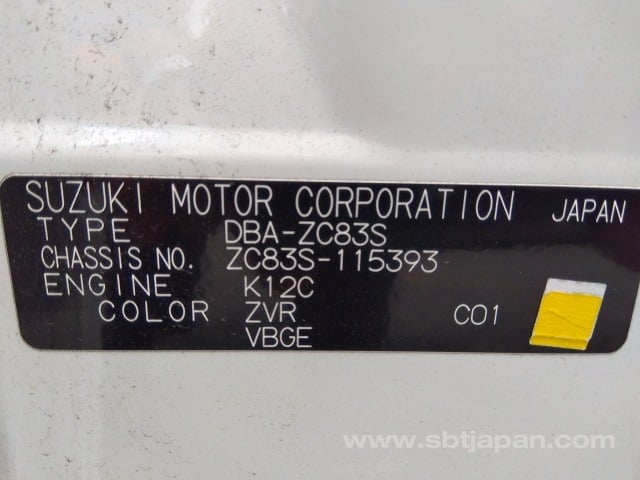 SUZUKI MOTOR CORPORATION JAPAN
TYPE DBA-ZC83S
CHASSIS NO. ZC83S-115393
ENGINE K12C
COLOR ZVR C01
VBGE
www.sbtjapan.com